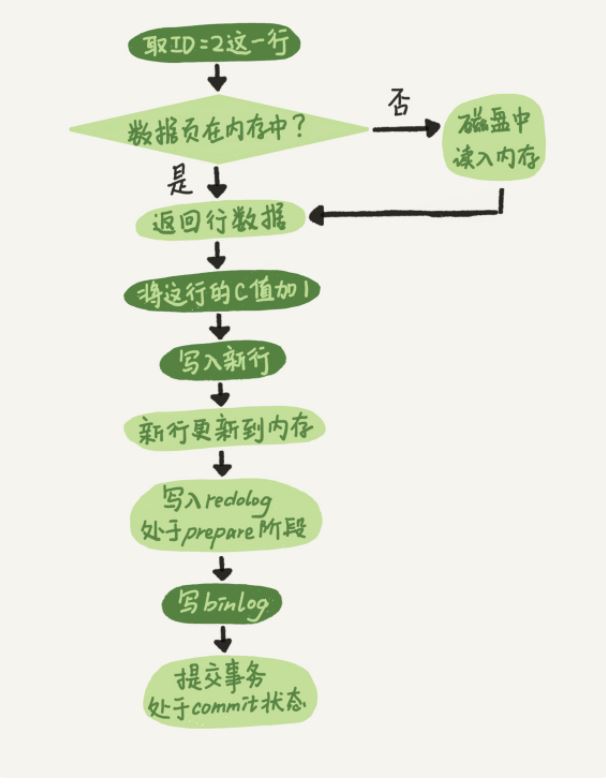 取ID=2这一行
数据页在内存中?
否
磁盘中
读入内存
是
返回行数据
将这行的C值加1
写入新行
新行更新到内存
写入redolog
处于prepare阶段
写binlog
提交事务
处于commit状态